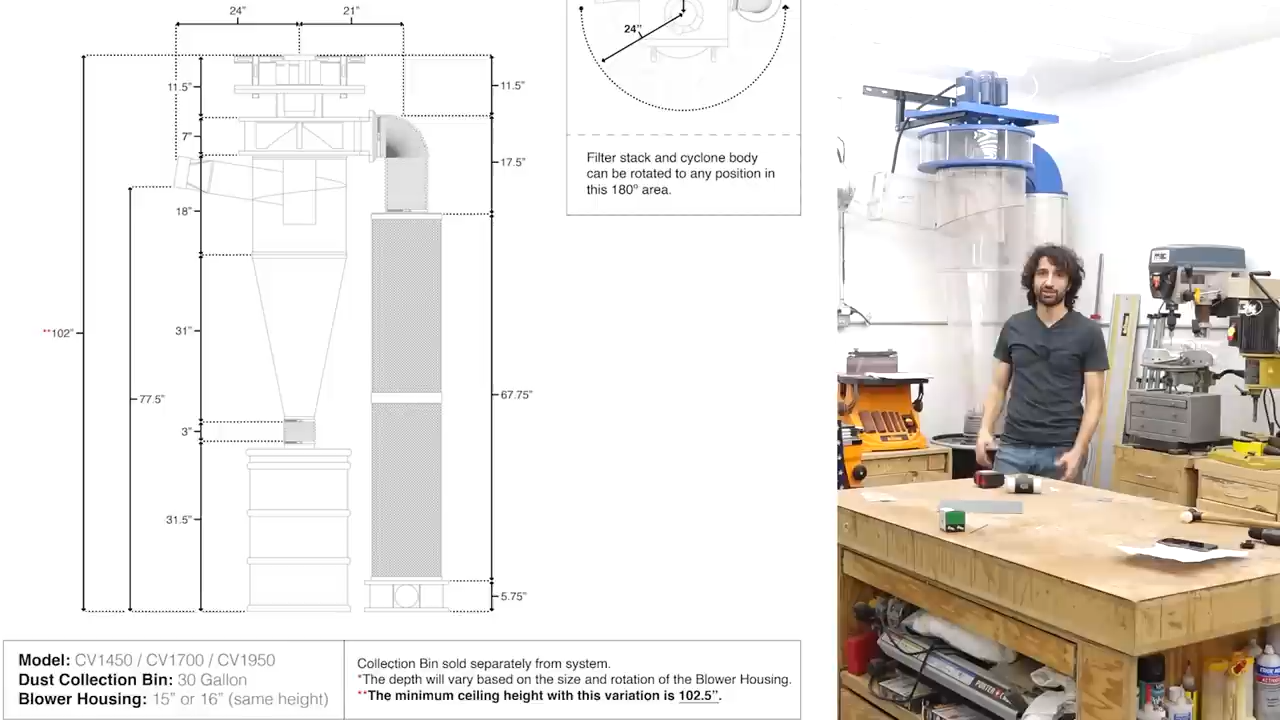 24”
21”
24”
11.5”
11.5”
7”
17.5”
Filter stack and cyclone body
can be rotated to any position in
this 180° area.
18”
**102”
31”
77.5”
67.75”
3”
31.5”
5.75”
Model: CV1450 / CV1700 / CV1950
Dust Collection Bin: 30 Gallon
Blower Housing: 15” or 16” (same height)
Collection Bin sold separately from system.
*The depth will vary based on the size and rotation of the Blower Housing.
**The minimum ceiling height with this variation is 102.5”.